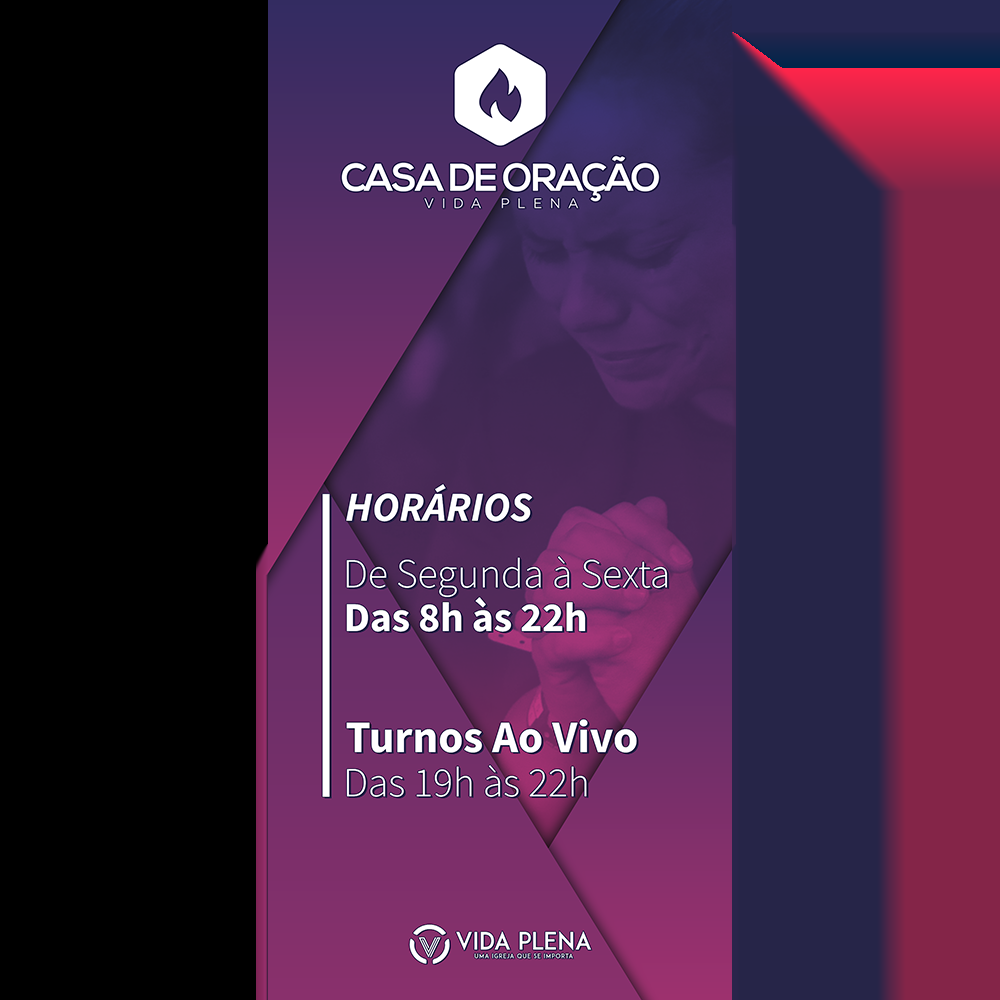 CASA DE ORAÇÃO
VIDA PLENA
HORÁRIOS
De Segunda à Sexta
Das 8h às 22h
Turnos Ao Vivo
Das 19h às 22h
VIDA PLENA
UMA IGREJA QUE SE IMPORTA